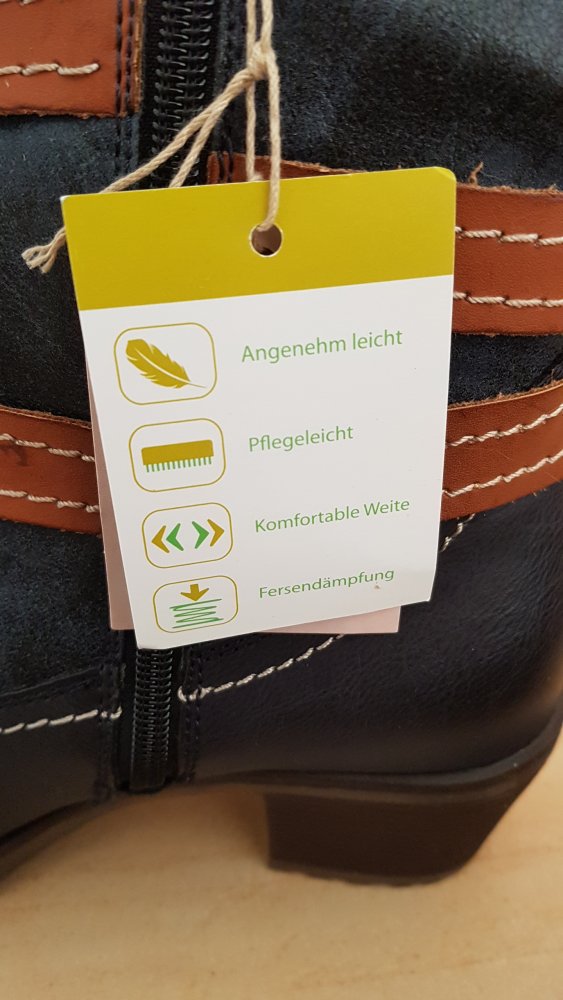 Angenehm leicht
Pflegeleicht
Komfortable Weite
Fersendämpfung